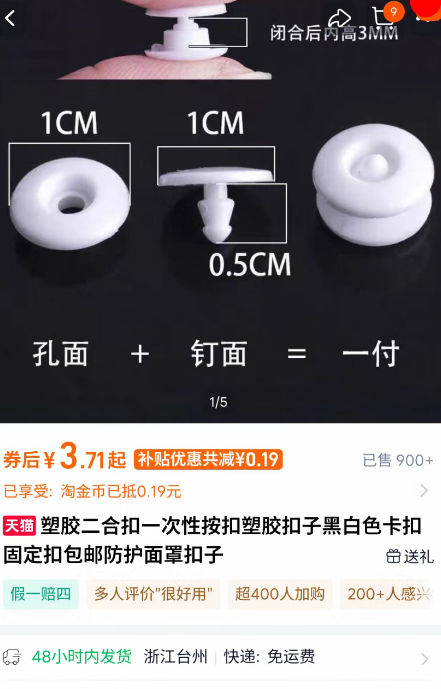 9
闭合后内高3MM
1CM
1CM
0.5CM
孔面 + 钉面 = 一付
1/5
券后¥3.71起 补贴优惠共减¥0.19 已售 900+
已享受: 淘金币已抵0.19元
天猫 塑胶二合扣一次性按扣塑胶扣子黑白色卡扣
固定扣包邮防护面罩扣子 送礼
假一赔四 多人评价"很好用" 超400人加购 200+人感兴
48小时内发货 浙江台州 | 快递: 免运费